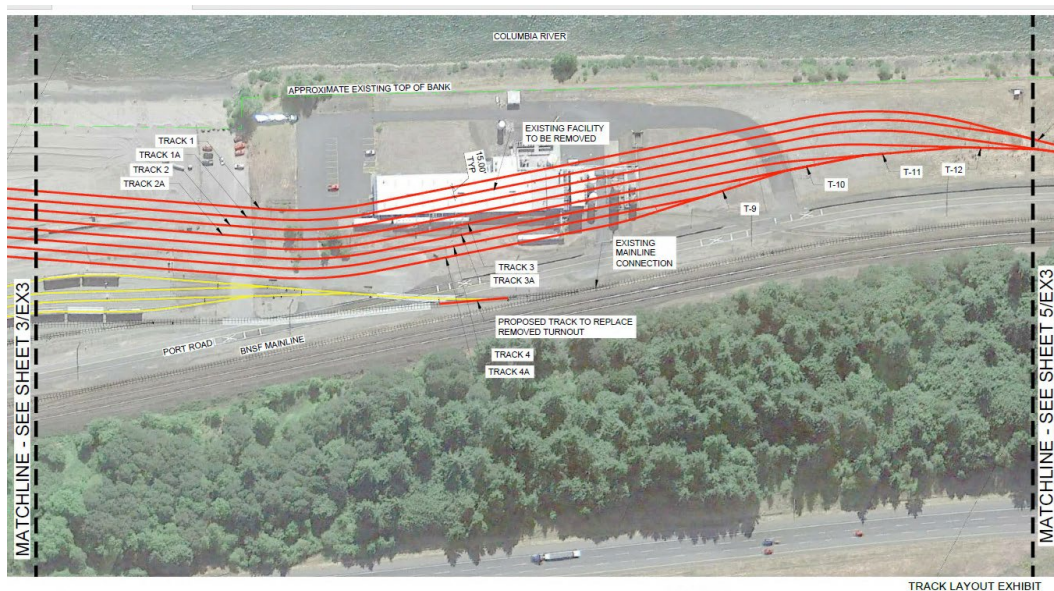 COLUMBIA RIVER
APPROXIMATE EXISTING TOP OF BANK
EXISTING FACILITY
TO BE REMOVED
TRACK 1
TRACK 1A
TRACK 2
TRACK 2A
15.00'
TYP
T-9
T-10
T-11
T-12
TRACK 3
TRACK 3A
EXISTING
MAINLINE
CONNECTION
PROPOSED TRACK TO REPLACE
REMOVED TURNOUT
PORT ROAD
BNSF MAINLINE
TRACK 4
TRACK 4A
MATCHLINE - SEE SHEET 3/EX3
MATCHLINE - SEE SHEET 5/EX3
TRACK LAYOUT EXHIBIT